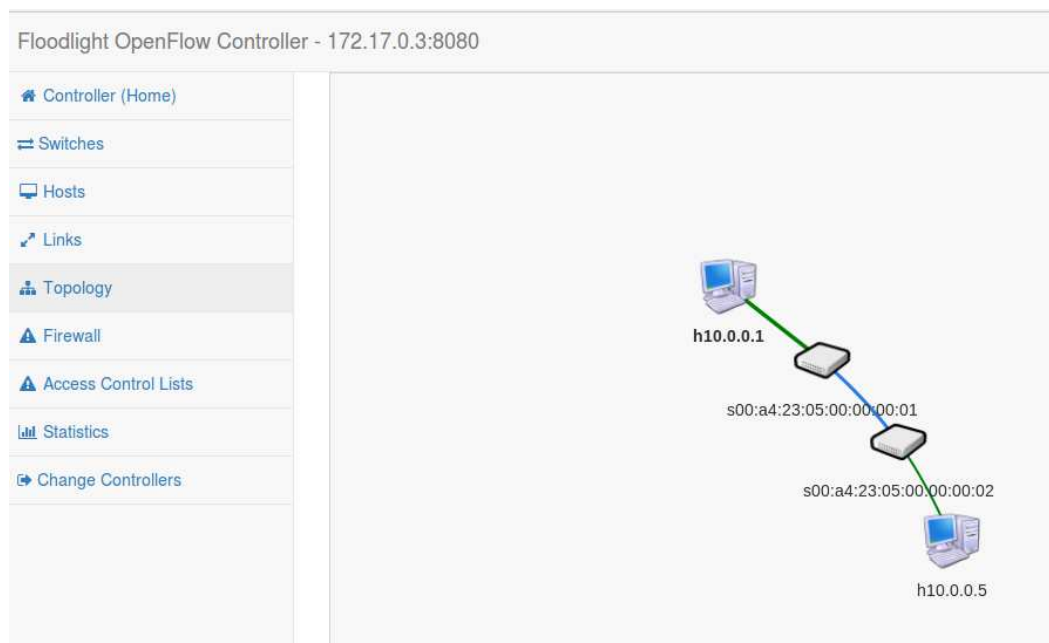 Floodlight OpenFlow Controller - 172.17.0.3:8080
Controller (Home)
Switches
Hosts
Links
Topology
Firewall
Access Control Lists
Statistics
Change Controllers
h10.0.0.1
s00:a4:23:05:00:00:00:01
s00:a4:23:05:00:00:00:02
h10.0.0.5